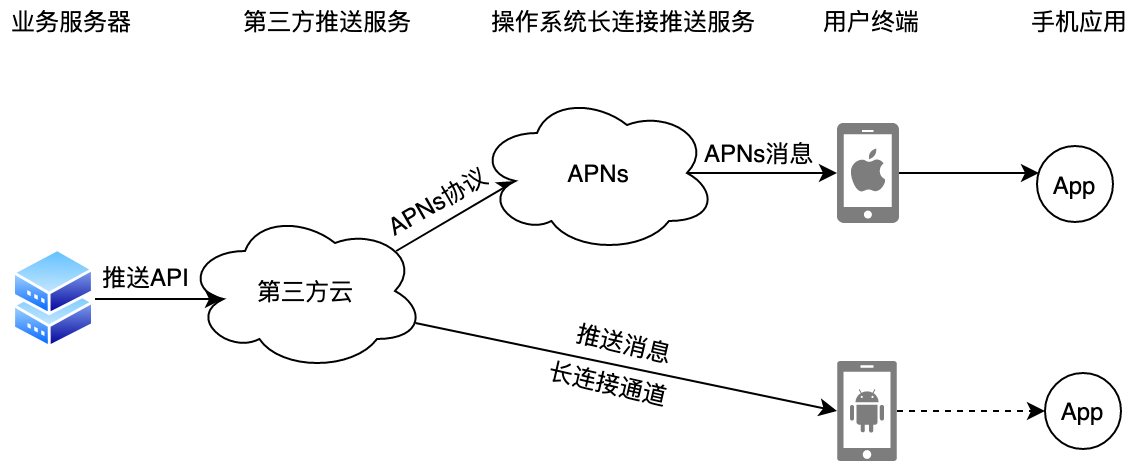 业务服务器
第三方推送服务
操作系统长连接推送服务
用户终端
手机应用
APNs
APNs消息
App
APNs协议
推送API
第三方云
推送消息
长连接通道
App